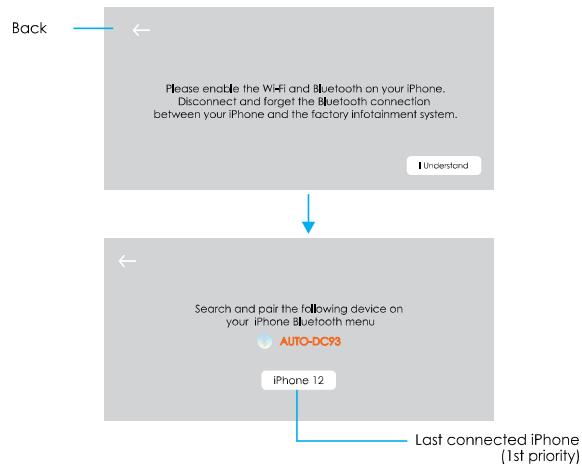 Back
Please enable the Wi-Fi and Bluetooth on your iPhone.
Disconnect and forget the Bluetooth connection
between your iPhone and the factory infotainment system.
I Understand
Search and pair the following device on
your iPhone Bluetooth menu
AUTO-DC93
iPhone 12
Last connected iPhone
(1st priority)